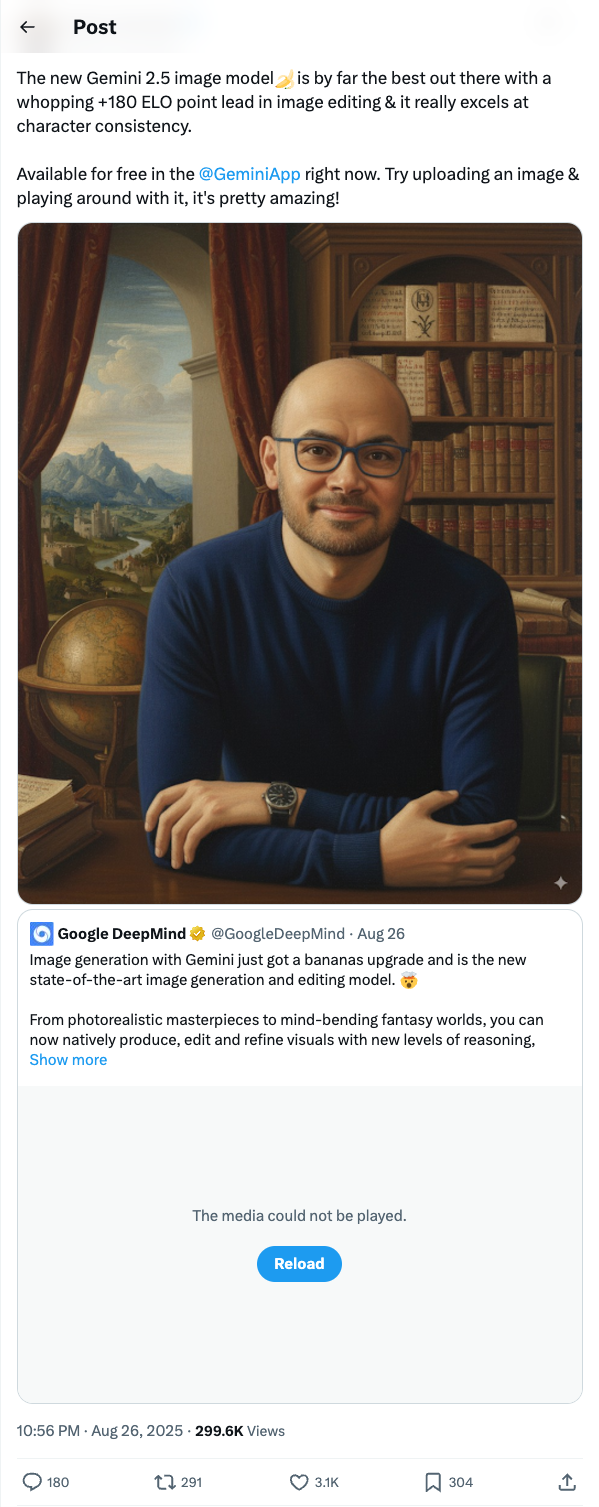 Post
The new Gemini 2.5 image model🍌is by far the best out there with a
whopping +180 ELO point lead in image editing & it really excels at
character consistency.
Available for free in the @GeminiApp right now. Try uploading an image &
playing around with it, it's pretty amazing!
Google DeepMind @GoogleDeepMind · Aug 26
Image generation with Gemini just got a bananas upgrade and is the new
state-of-the-art image generation and editing model. 🤯
From photorealistic masterpieces to mind-bending fantasy worlds, you can
now natively produce, edit and refine visuals with new levels of reasoning,
Show more
The media could not be played.
Reload
10:56 PM · Aug 26, 2025 · 299.6K Views
180 291 3.1K 304